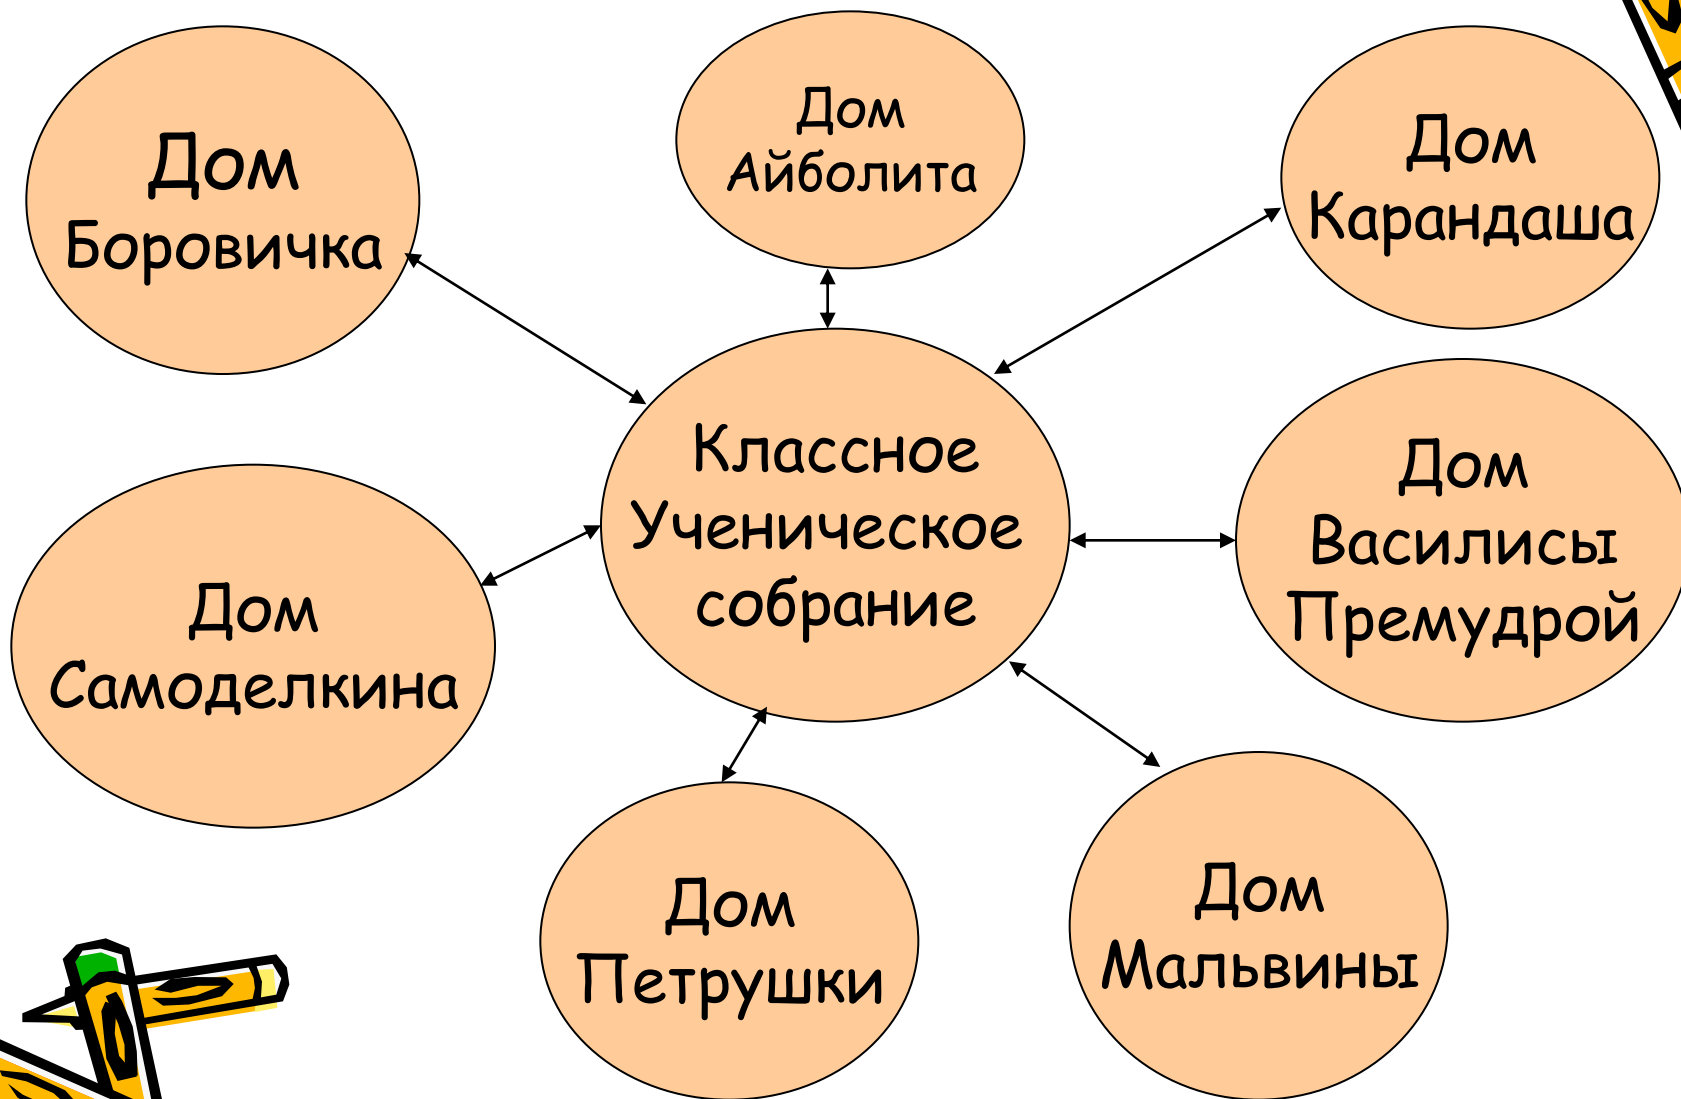 Дом
Боровичка
Дом
Айболита
Дом
Карандаша
Классное
Ученическое
собрание
Дом
Василисы
Премудрой
Дом
Самоделкина
Дом
Петрушки
Дом
Мальвины